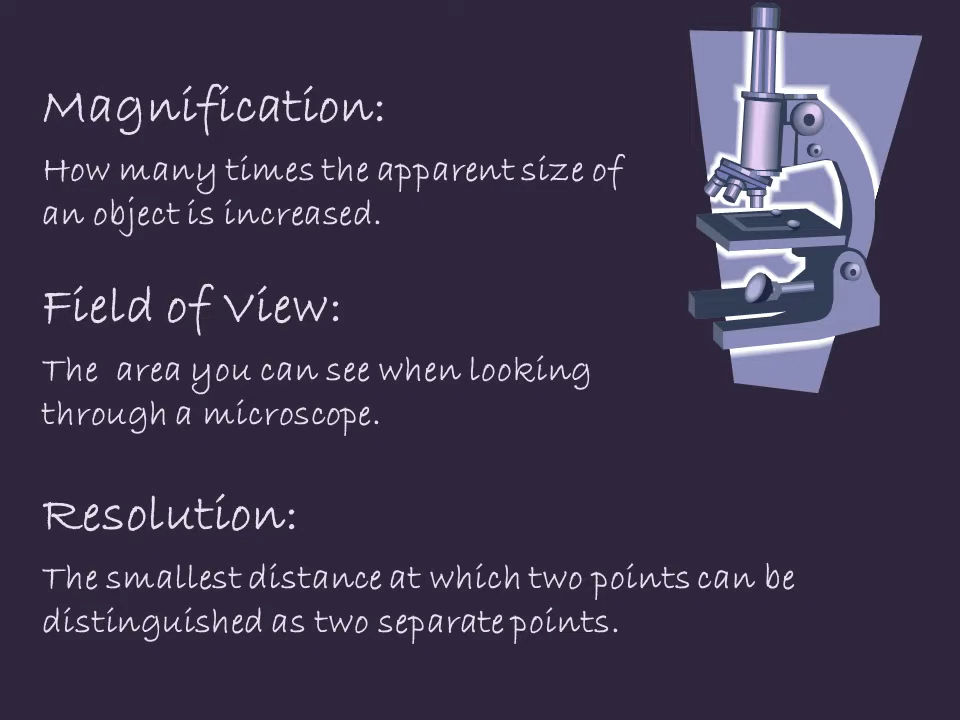 Magnification:
How many times the apparent size of
an object is increased.
Field of View:
The area you can see when looking
through a microscope.
Resolution:
The smallest distance at which two points can be
distinguished as two separate points.